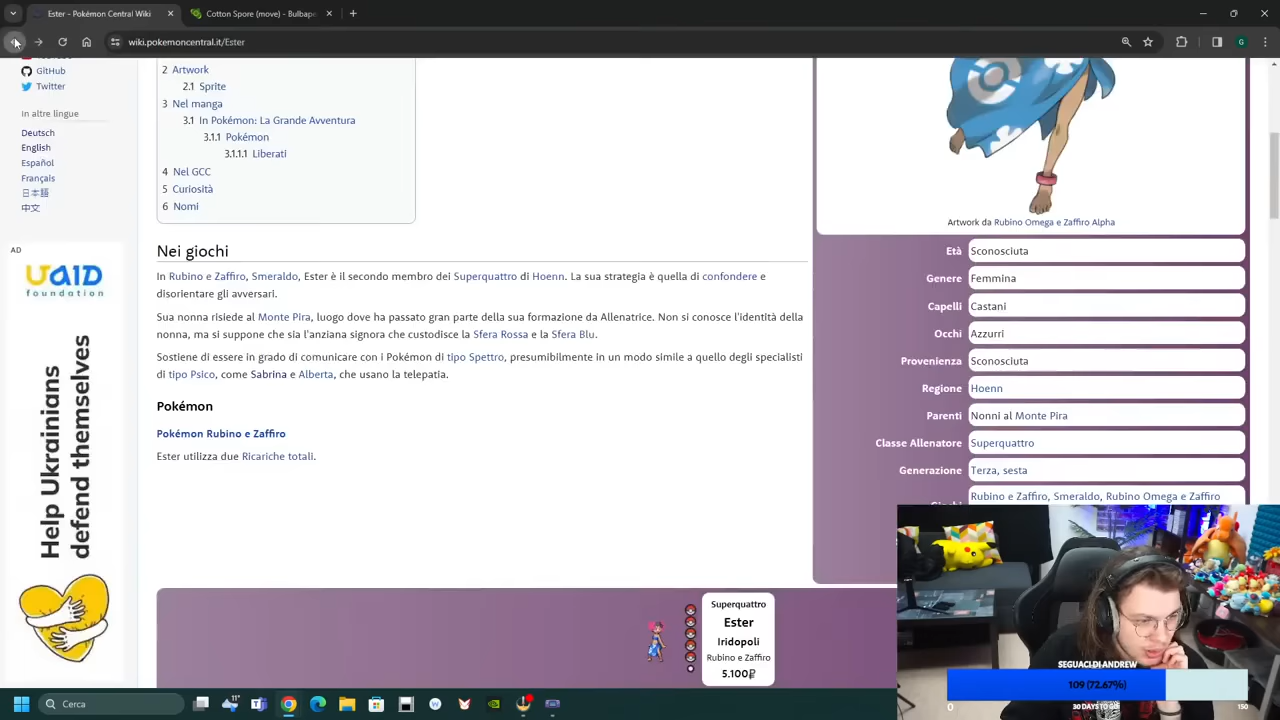 Ester - Pokémon Central Wiki
Cotton Spore (move) - Bulbape
wiki.pokemoncentral.it/Ester
G
GitHub
Twitter
In altre lingue
Deutsch
English
Español
Français
日本語
中文
AD
UAID
foundation
Help Ukrainians
defend themselves
2 Artwork
2.1 Sprite
3 Nel manga
3.1 In Pokémon: La Grande Avventura
3.1.1 Pokémon
3.1.1.1 Liberati
4 Nel GCC
5 Curiosità
6 Nomi
Nei giochi
In Rubino e Zaffiro, Smeraldo, Ester è il secondo membro dei Superquattro di Hoenn. La sua strategia è quella di confondere e
disorientare gli avversari.
Sua nonna risiede al Monte Pira, luogo dove ha passato gran parte della sua formazione da Allenatrice. Non si conosce l'identità della
nonna, ma si suppone che sia l'anziana signora che custodisce la Sfera Rossa e la Sfera Blu.
Sostiene di essere in grado di comunicare con i Pokémon di tipo Spettro, presumibilmente in un modo simile a quello degli specialisti
di tipo Psico, come Sabrina e Alberta, che usano la telepatia.
Pokémon
Pokémon Rubino e Zaffiro
Ester utilizza due Ricariche totali.
Artwork da Rubino Omega e Zaffiro Alpha
Età Sconosciuta
Genere Femmina
Capelli Castani
Occhi Azzurri
Provenienza Sconosciuta
Regione Hoenn
Parenti Nonni al Monte Pira
Classe Allenatore Superquattro
Generazione Terza, sesta
Rubino e Zaffiro, Smeraldo, Rubino Omega e Zaffiro
Superquattro
Ester
Iridopoli
Rubino e Zaffiro
5.100
SEGUACI DI ANDREW
109 (72.67%)
0 30 DAYS TO GO 150
Cerca
11°